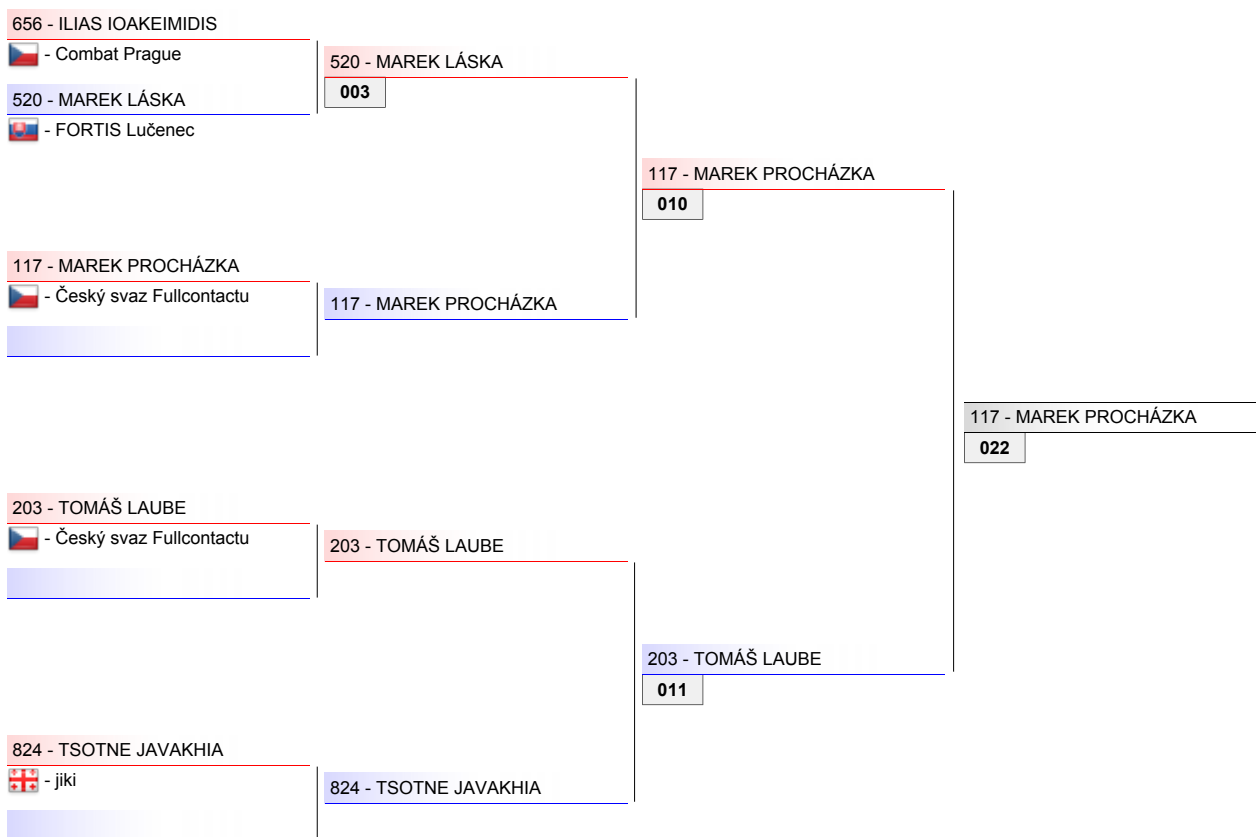 656 - ILIAS IOAKEIMIDIS
- Combat Prague
520 - MAREK LÁSKA
- FORTIS Lučenec
520 - MAREK LÁSKA
003
117 - MAREK PROCHÁZKA
- Český svaz Fullcontactu
117 - MAREK PROCHÁZKA
117 - MAREK PROCHÁZKA
010
203 - TOMÁŠ LAUBE
- Český svaz Fullcontactu
203 - TOMÁŠ LAUBE
824 - TSOTNE JAVAKHIA
- jiki
824 - TSOTNE JAVAKHIA
203 - TOMÁŠ LAUBE
011
117 - MAREK PROCHÁZKA
022